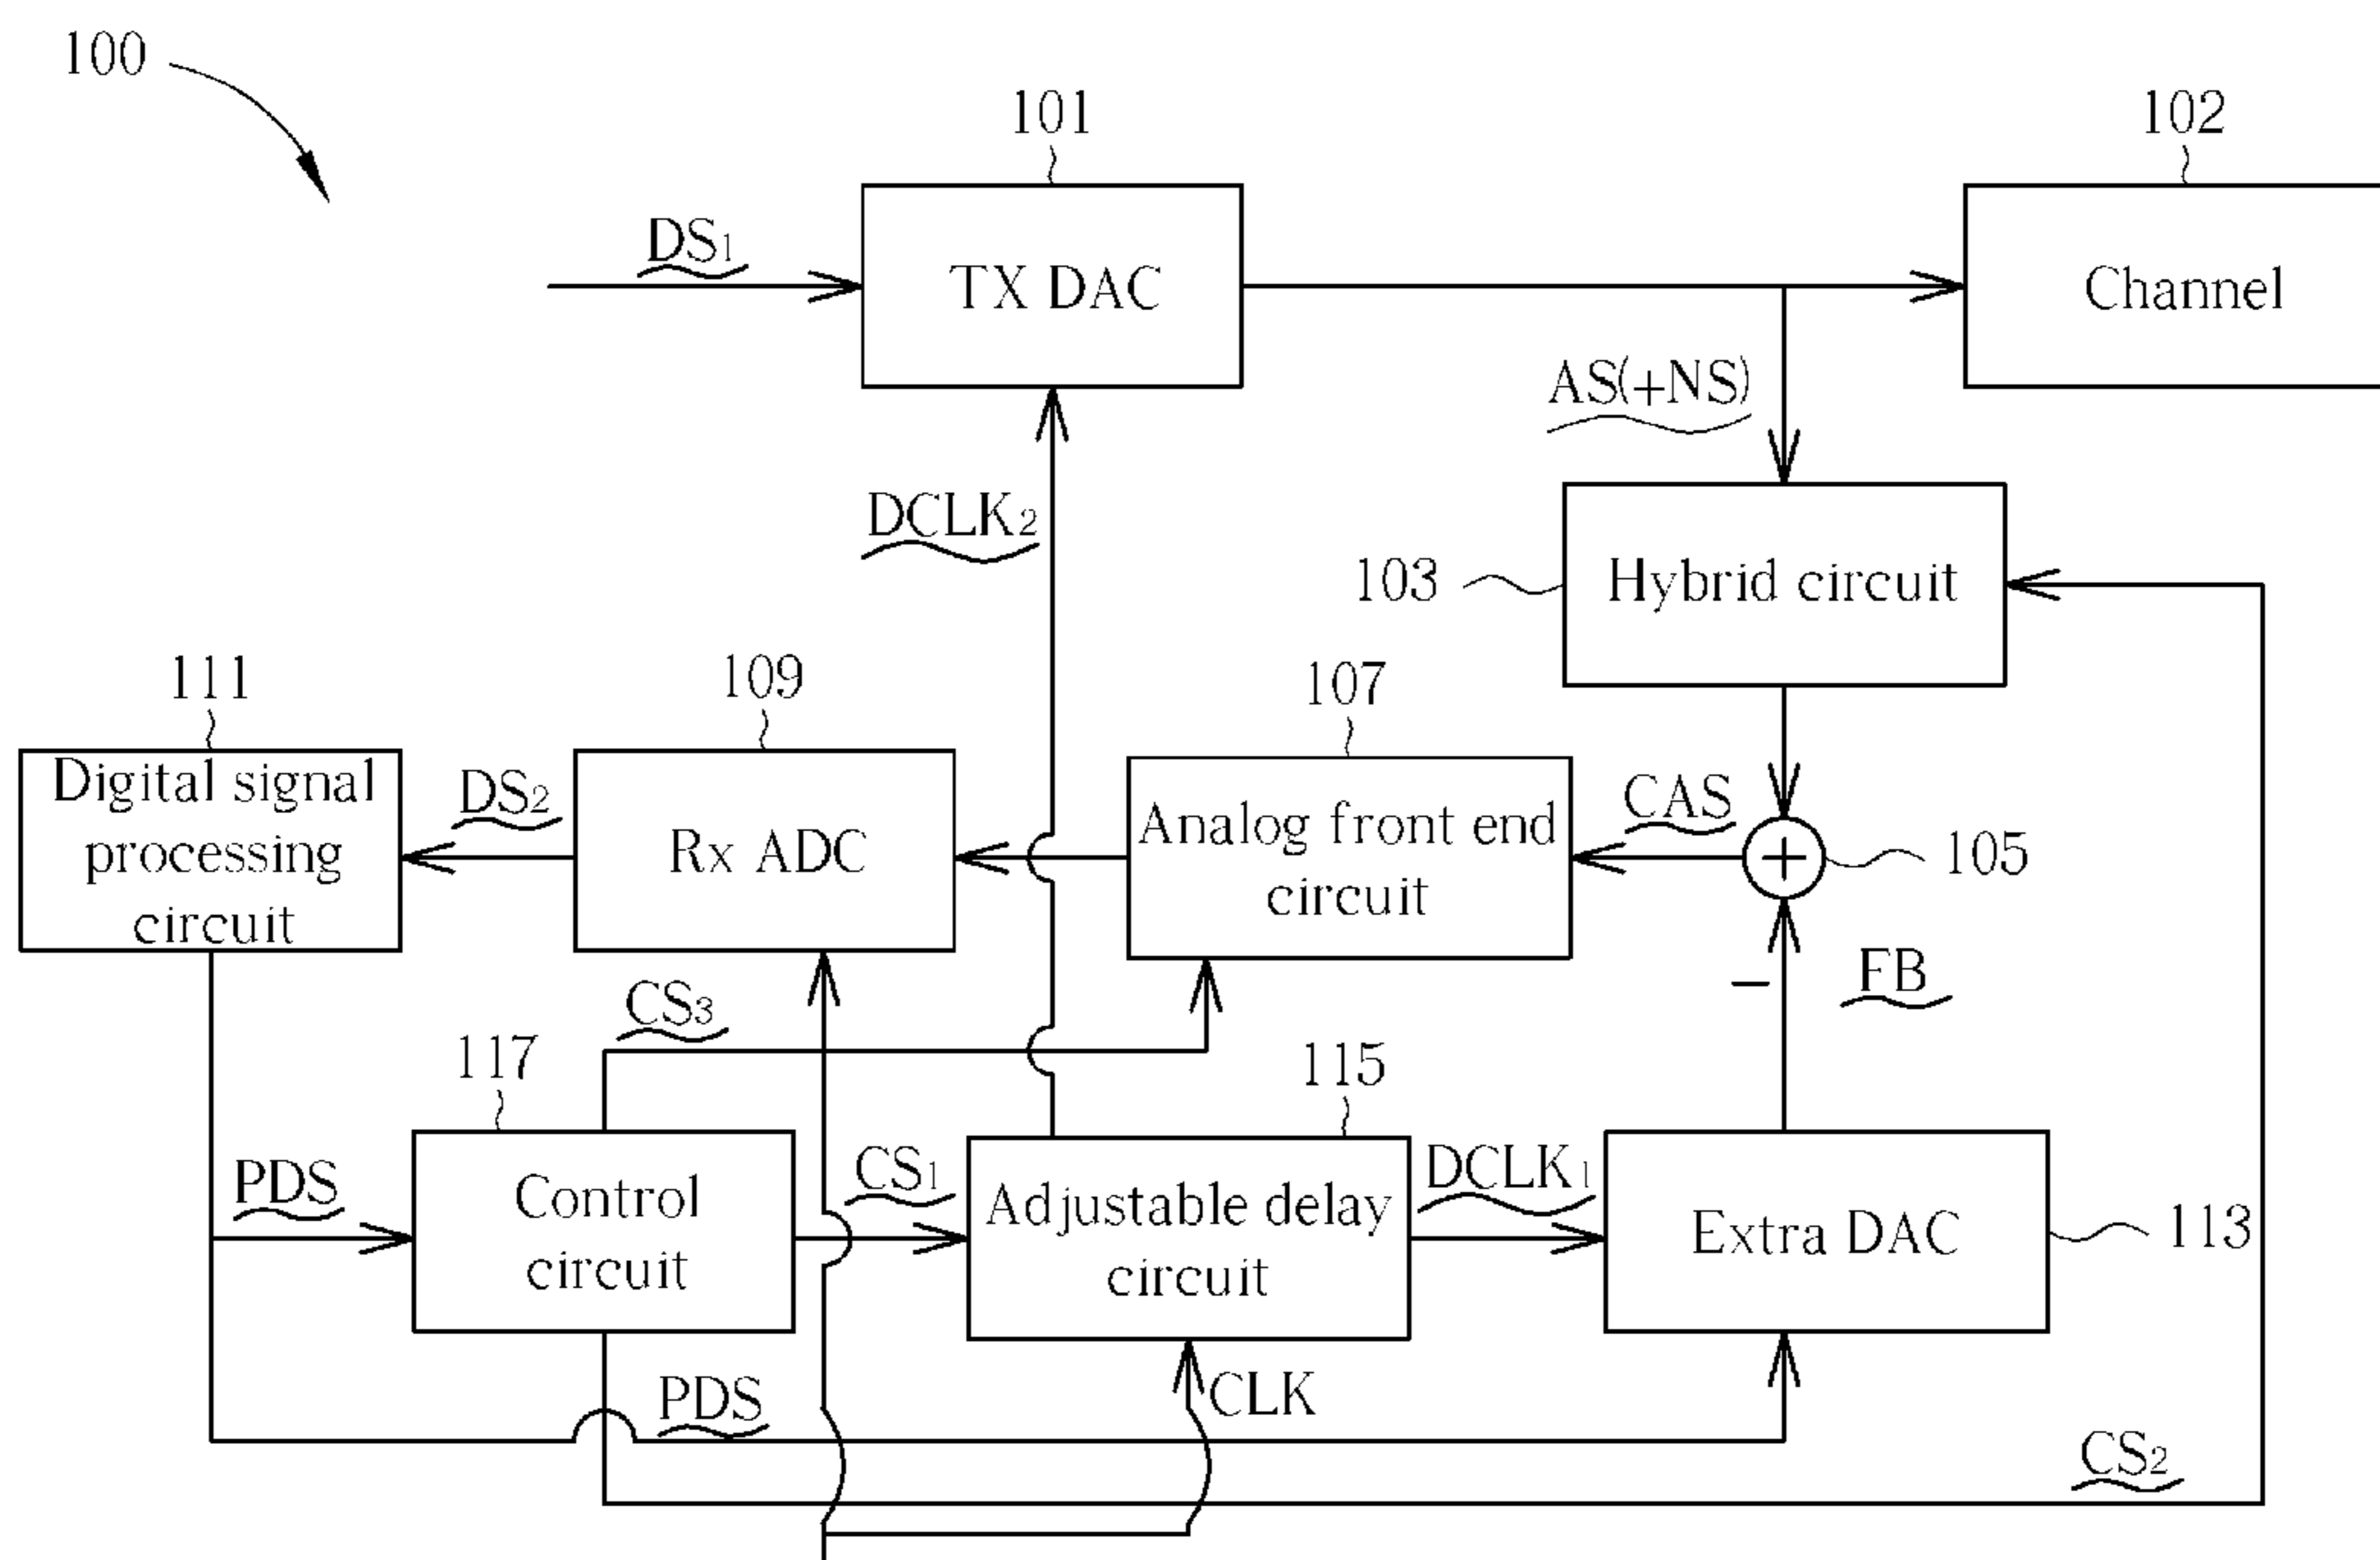 100
101
102
DS1
TX DAC
Channel
AS(+NS)
DCLK2
103
Hybrid circuit
111
109
107
Digital signal
processing
circuit
DS2
Rx ADC
Analog front end
circuit
CAS
+
105
−
FB
CS3
117
115
PDS
Control
circuit
CS1
Adjustable delay
circuit
DCLK1
Extra DAC
113
PDS
CLK
CS2